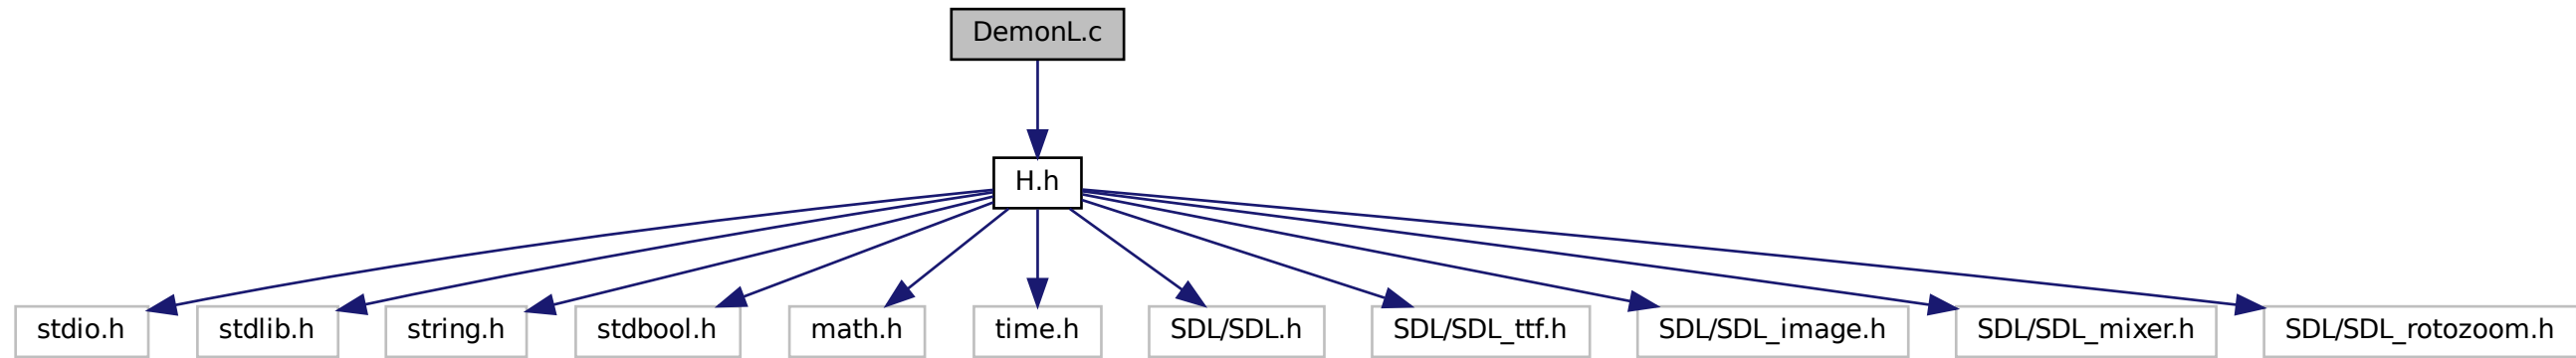 DemonL.c
H.h
stdio.h
stdlib.h
string.h
stdbool.h
math.h
time.h
SDL/SDL.h
SDL/SDL_ttf.h
SDL/SDL_image.h
SDL/SDL_mixer.h
SDL/SDL_rotozoom.h